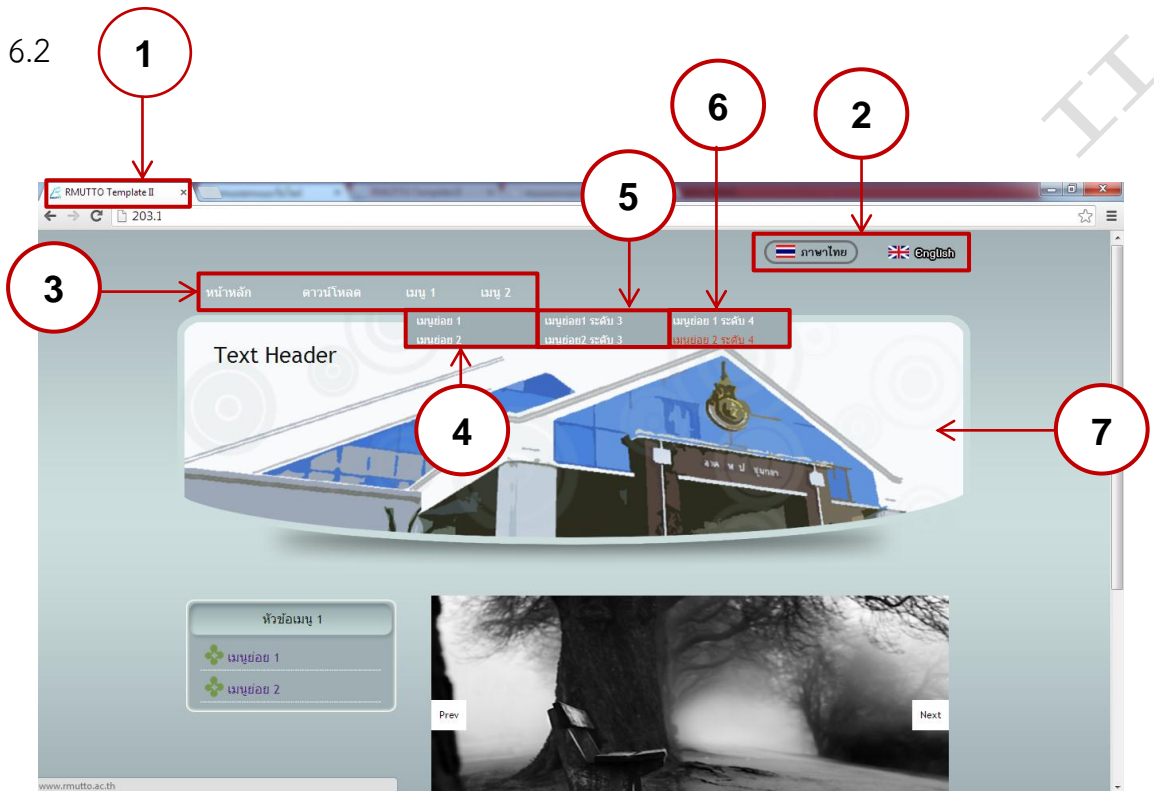 6.2
1
6
2
II
5
RMUTTO Template II
203.1
ภาษาไทย English
3
หน้าหลัก ดาวน์โหลด เมนู 1 เมนู 2
เมนูย่อย 1 เมนูย่อย1 ระดับ 3 เมนูย่อย 1 ระดับ 4
เมนูย่อย 2 เมนูย่อย2 ระดับ 3 เมนูย่อย 2 ระดับ 4
Text Header
4
7
หัวข้อเมนู 1
เมนูย่อย 1
เมนูย่อย 2
Prev Next
www.rmutto.ac.th